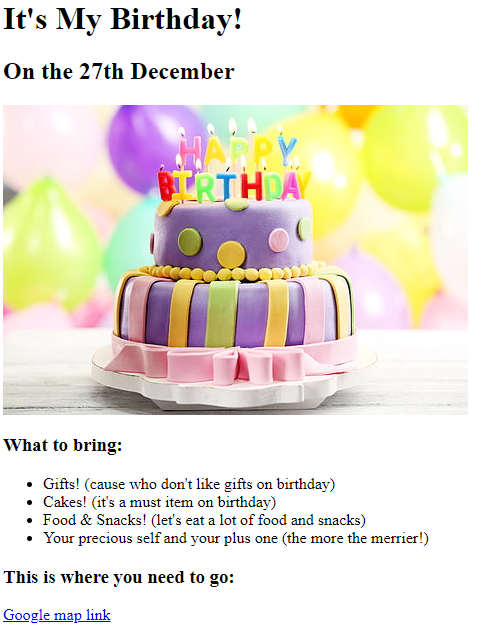 It's My Birthday!
On the 27th December
HAPPY
BIRTHDAY
What to bring:
Gifts! (cause who don't like gifts on birthday)
Cakes! (it's a must item on birthday)
Food & Snacks! (let's eat a lot of food and snacks)
Your precious self and your plus one (the more the merrier!)
This is where you need to go:
Google map link